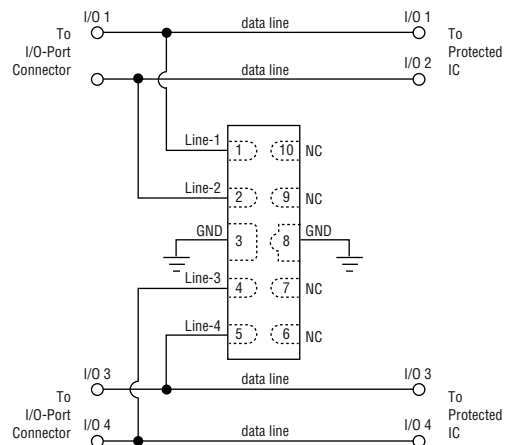 I/O 1
data line
I/O 1
To
I/O-Port
Connector
To
Protected
IC
data line
I/O 2
Line-1
1
10
NC
Line-2
2
9
NC
GND
3
8
GND
Line-3
4
7
NC
Line-4
5
6
NC
I/O 3
data line
I/O 3
To
I/O-Port
Connector
To
Protected
IC
I/O 4
data line
I/O 4